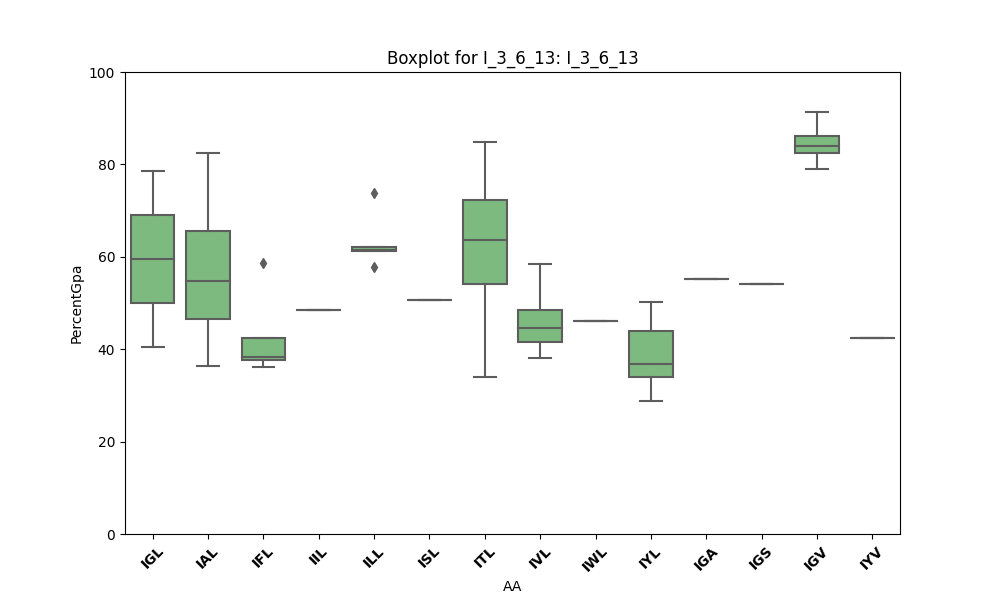 Boxplot for I_3_6_13: I_3_6_13
100
80
60
40
20
0
PercentGpa
IGL IAL IFL IIL ILL ISL ITL IVL IWL IYL IGA IGS IGV IYV
AA